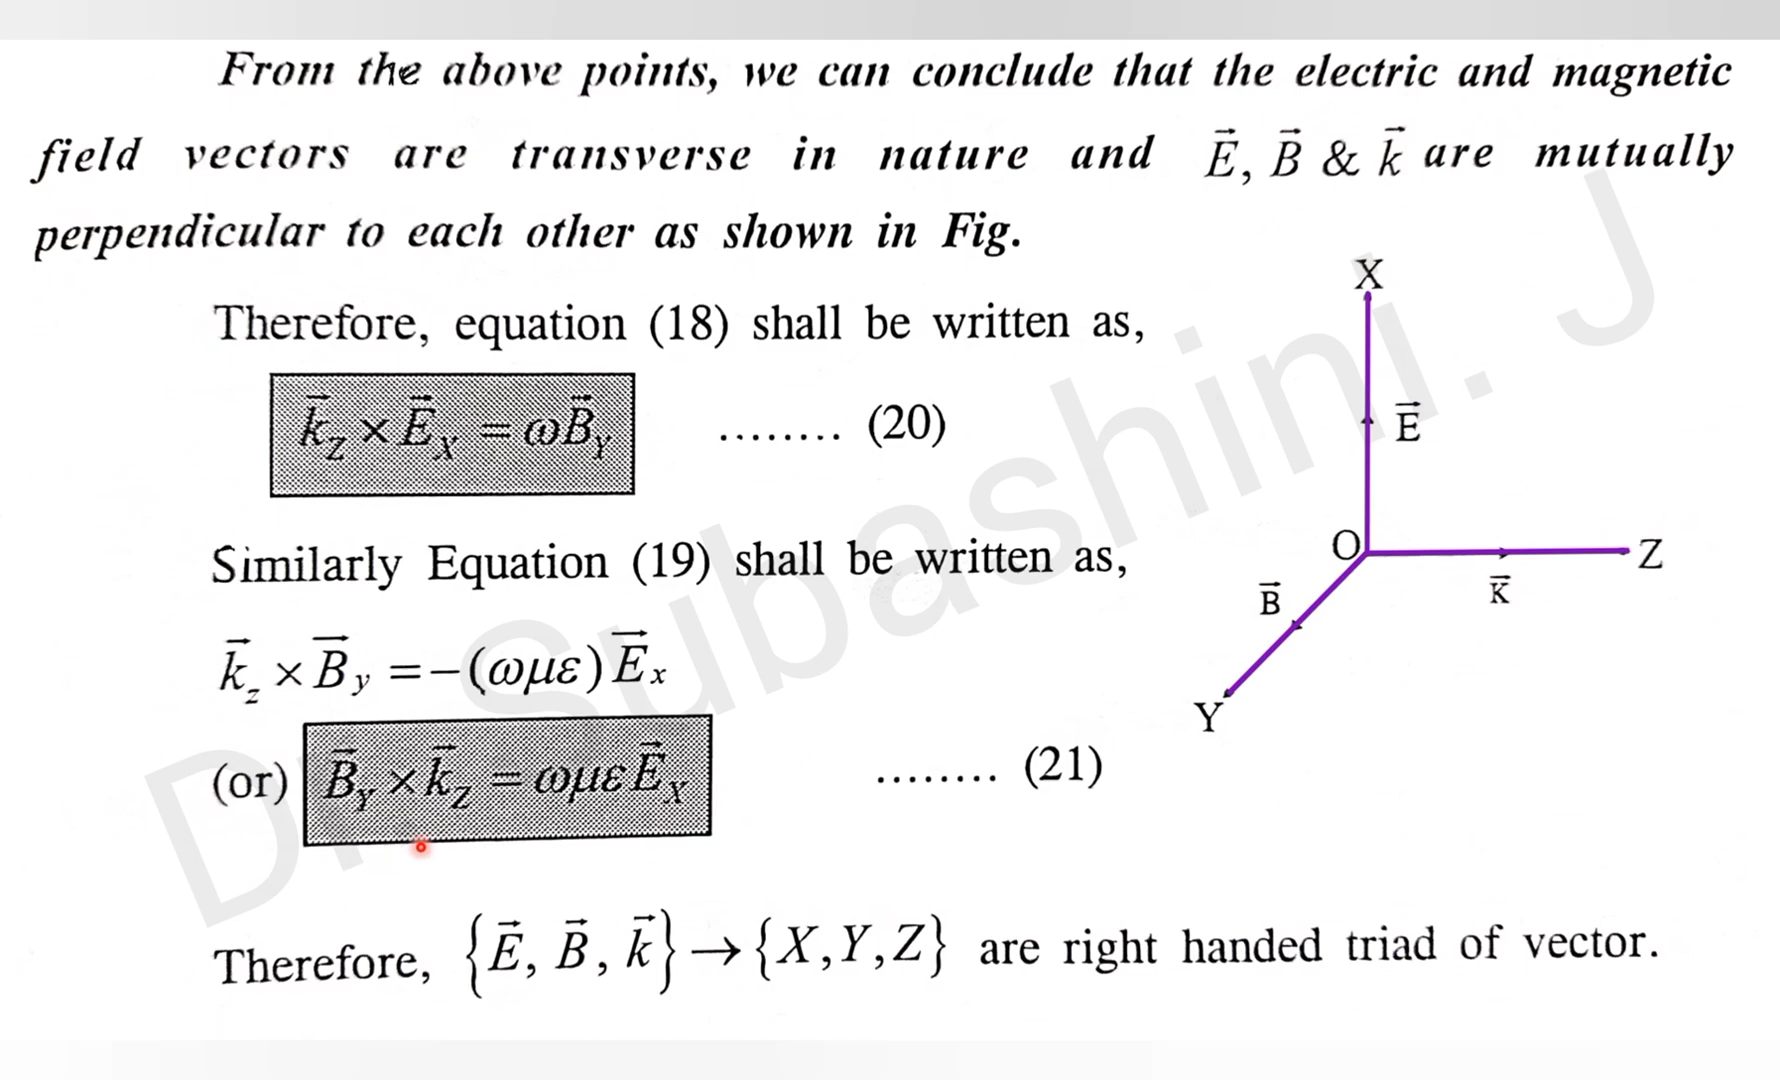 From the above points, we can conclude that the electric and magnetic
field vectors are transverse in nature and E⃗, B⃗ & k⃗ are mutually
perpendicular to each other as shown in Fig.
Therefore, equation (18) shall be written as,
k⃗_Z × E⃗_X = ωB⃗_Y ........ (20)
Similarly Equation (19) shall be written as,
k⃗_z × B⃗_y = −(ωμε) E⃗_x
(or) B⃗_Y × k⃗_Z = ωμε E⃗_X ........ (21)
Therefore, {E⃗, B⃗, k⃗} → {X, Y, Z} are right handed triad of vector.
X
E⃗
O
Z
B⃗
K⃗
Y
Dr. Subashini. J